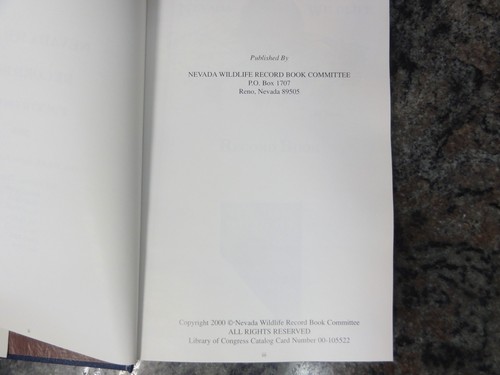 Published By
NEVADA WILDLIFE RECORD BOOK COMMITTEE
P.O. Box 1707
Reno, Nevada 89505
Copyright 2000 © Nevada Wildlife Record Book Committee
ALL RIGHTS RESERVED
Library of Congress Catalog Card Number 00-105522